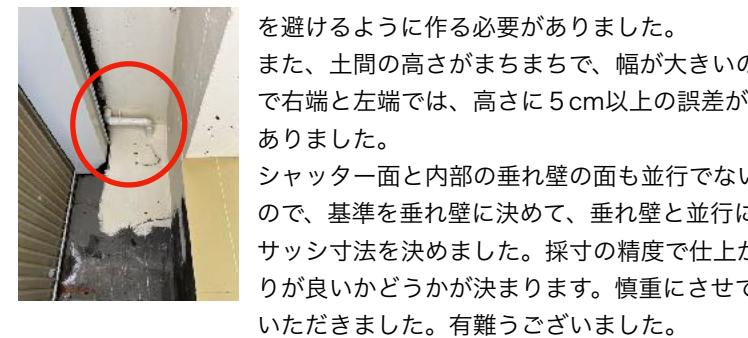 を避けるように作る必要がありました。
また、土間の高さがまちまちで、幅が大きいの
で右端と左端では、高さに５cm以上の誤差が
ありました。
シャッター面と内部の垂れ壁の面も並行でない
ので、基準を垂れ壁に決めて、垂れ壁と並行に
サッシ寸法を決めました。採寸の精度で仕上が
りが良いかどうかが決まります。慎重にさせて
いただきました。有難うございました。